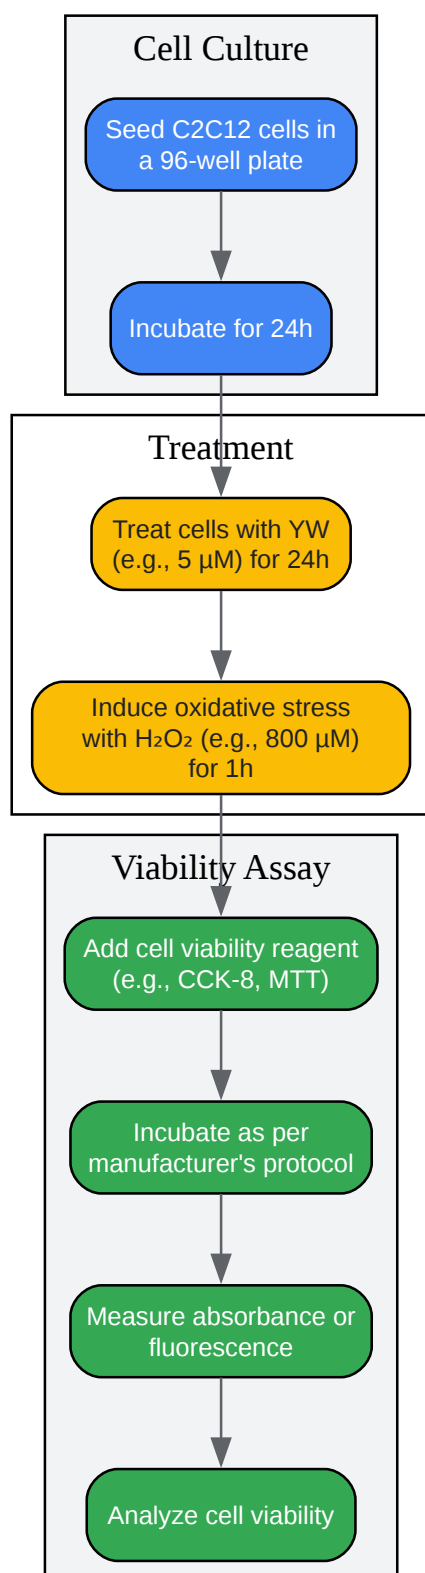 Cell Culture
Seed C2C12 cells in
a 96-well plate
Incubate for 24h
Treatment
Treat cells with YW
(e.g., 5 µM) for 24h
Induce oxidative stress
with H₂O₂ (e.g., 800 µM)
for 1h
Viability Assay
Add cell viability reagent
(e.g., CCK-8, MTT)
Incubate as per
manufacturer's protocol
Measure absorbance or
fluorescence
Analyze cell viability